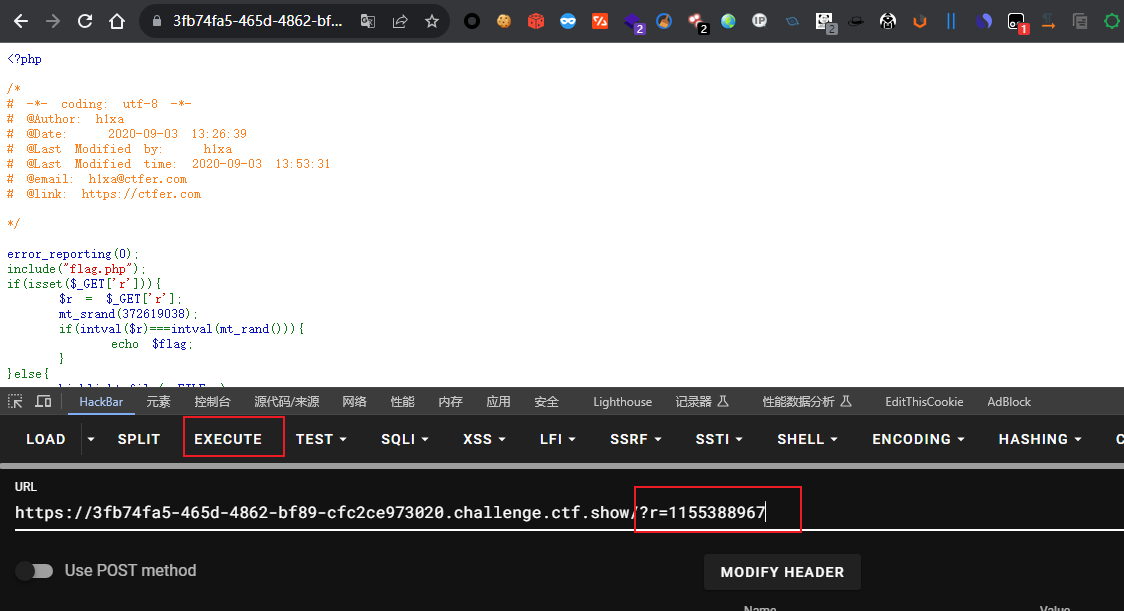 3fb74fa5-465d-4862-bf...
2
2
2
1
<?php
/*
# -*- coding: utf-8 -*-
# @Author: h1xa
# @Date: 2020-09-03 13:26:39
# @Last Modified by: h1xa
# @Last Modified time: 2020-09-03 13:53:31
# @email: h1xa@ctfer.com
# @link: https://ctfer.com
*/
error_reporting(0);
include("flag.php");
if(isset($_GET['r'])){
$r = $_GET['r'];
mt_srand(372619038);
if(intval($r)===intval(mt_rand())){
echo $flag;
}
}else{
HackBar 元素 控制台 源代码/来源 网络 性能 内存 应用 安全 Lighthouse 记录器 性能数据分析 EditThisCookie AdBlock
LOAD SPLIT EXECUTE TEST SQLI XSS LFI SSRF SSTI SHELL ENCODING HASHING
URL
https://3fb74fa5-465d-4862-bf89-cfc2ce973020.challenge.ctf.show/?r=1155388967
Use POST method MODIFY HEADER
Name Value